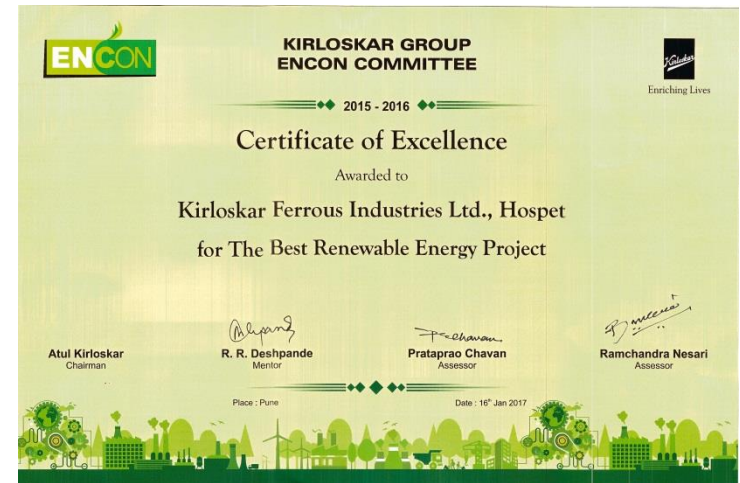 ENCON
KIRLOSKAR GROUP
ENCON COMMITTEE
Kirloskar
Enriching Lives
2015 - 2016
Certificate of Excellence
Awarded to
Kirloskar Ferrous Industries Ltd., Hospet
for The Best Renewable Energy Project
Atul Kirloskar
Chairman
R. R. Deshpande
Mentor
Prataprao Chavan
Assessor
Ramchandra Nesari
Assessor
Place : Pune
Date : 16th Jan 2017